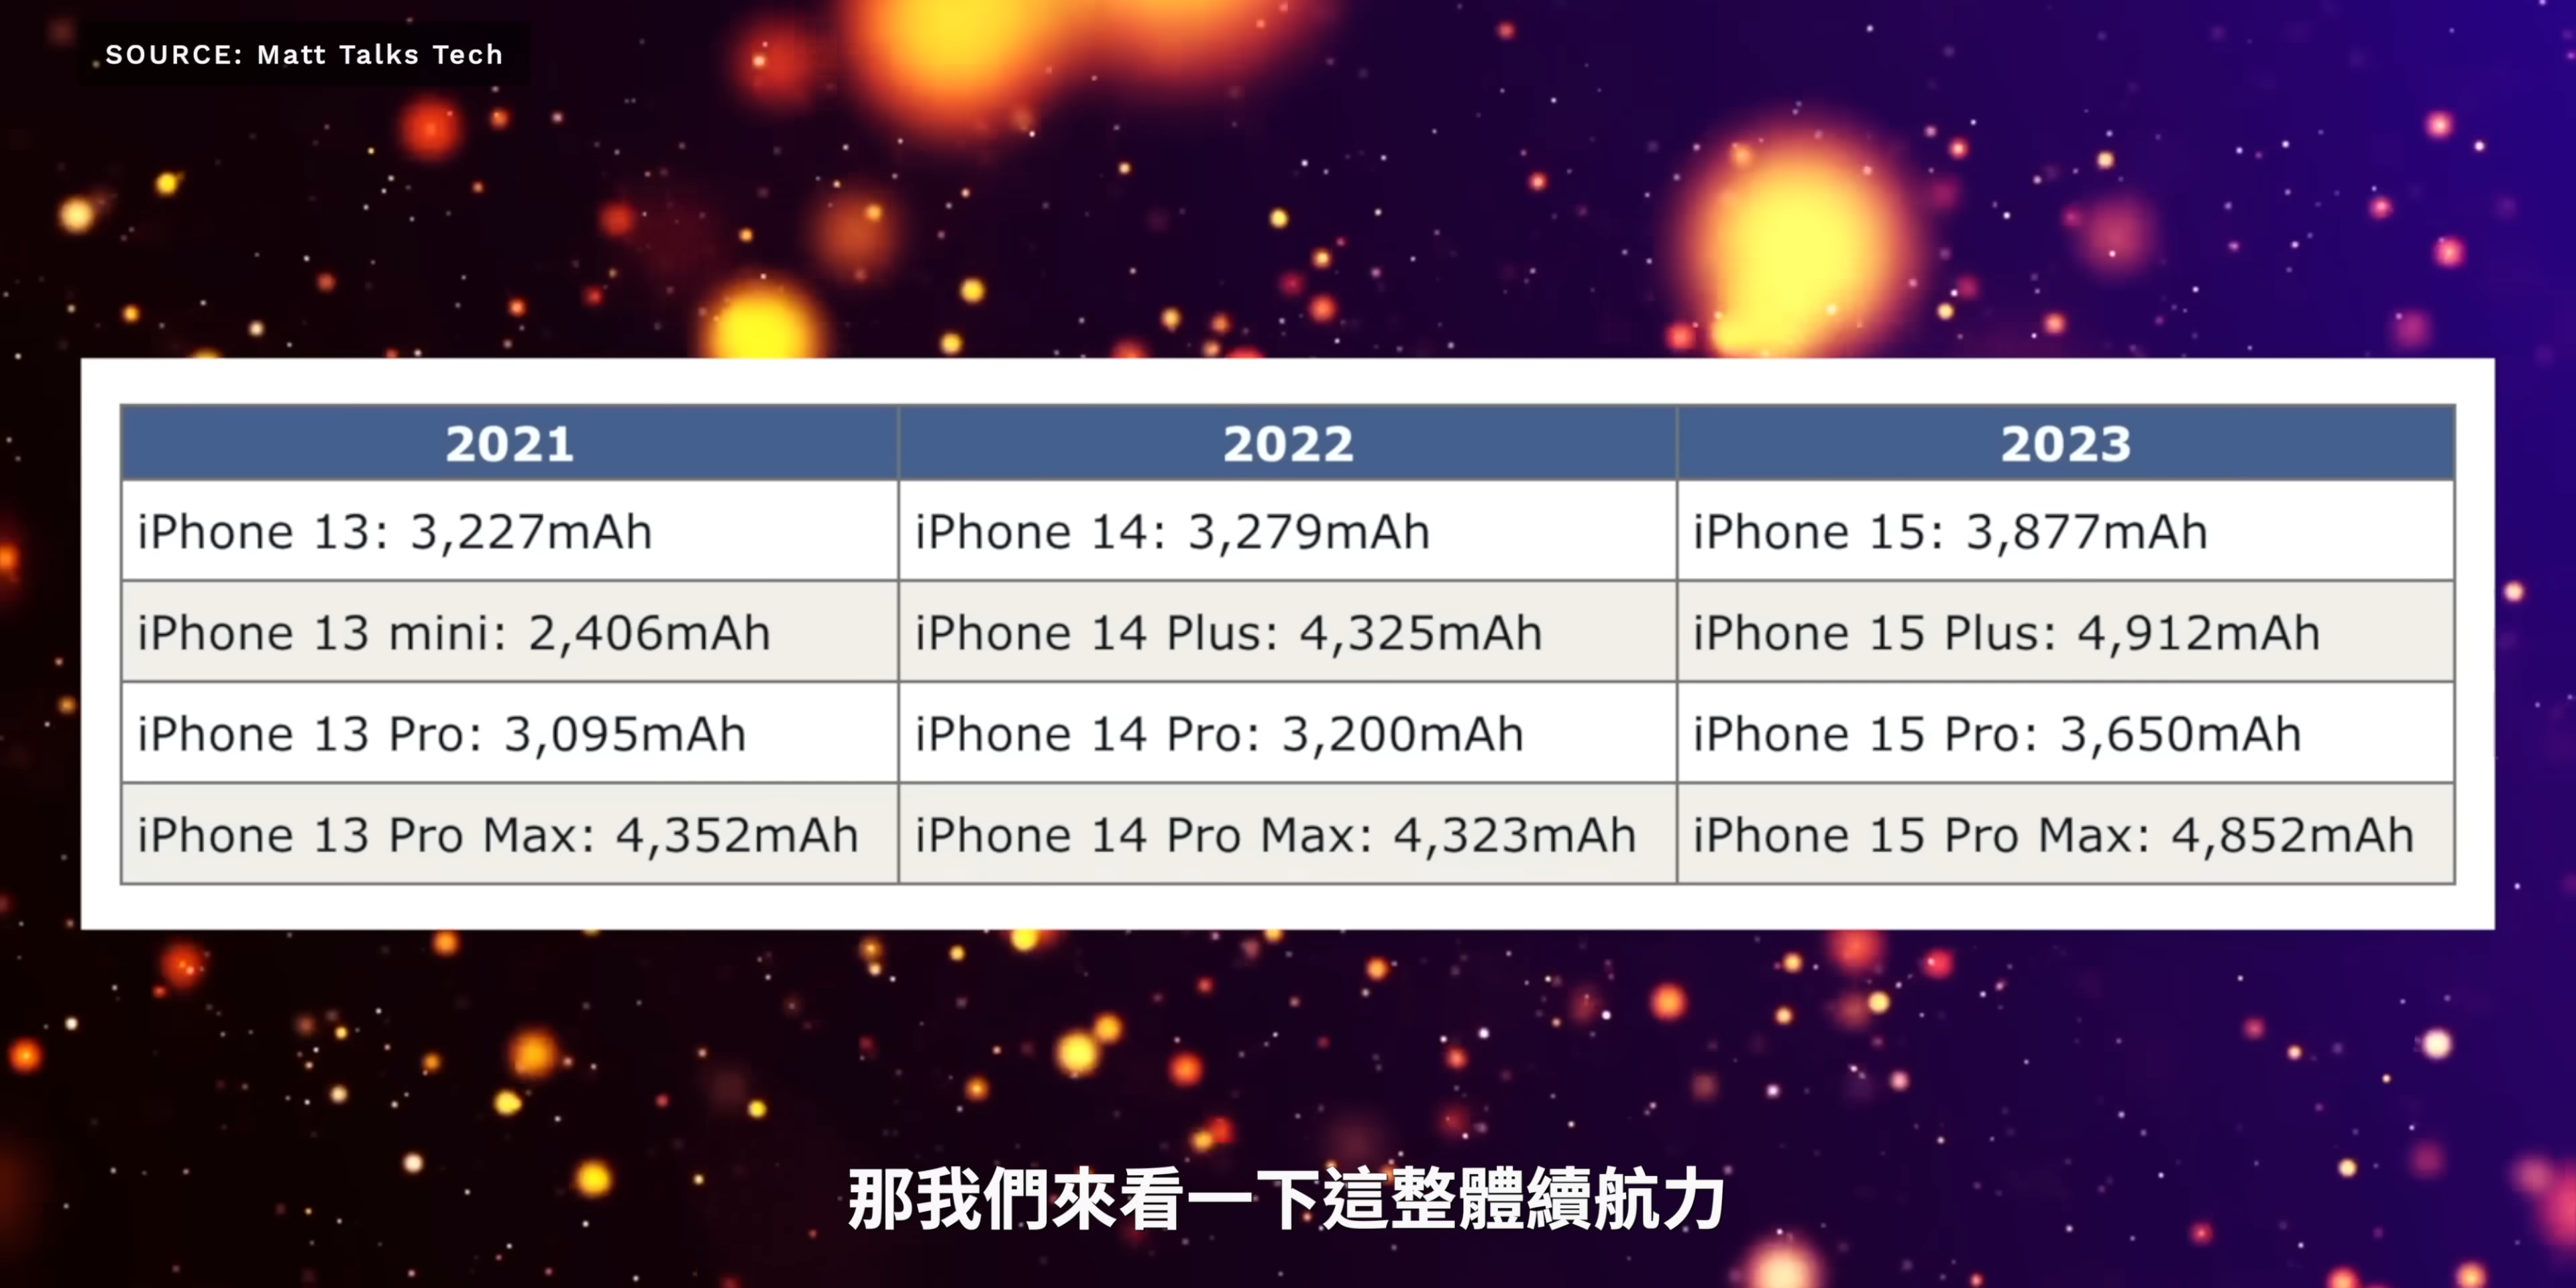 SOURCE: Matt Talks Tech
2021 2022 2023
iPhone 13: 3,227mAh iPhone 14: 3,279mAh iPhone 15: 3,877mAh
iPhone 13 mini: 2,406mAh iPhone 14 Plus: 4,325mAh iPhone 15 Plus: 4,912mAh
iPhone 13 Pro: 3,095mAh iPhone 14 Pro: 3,200mAh iPhone 15 Pro: 3,650mAh
iPhone 13 Pro Max: 4,352mAh iPhone 14 Pro Max: 4,323mAh iPhone 15 Pro Max: 4,852mAh
那我們來看一下這整體續航力